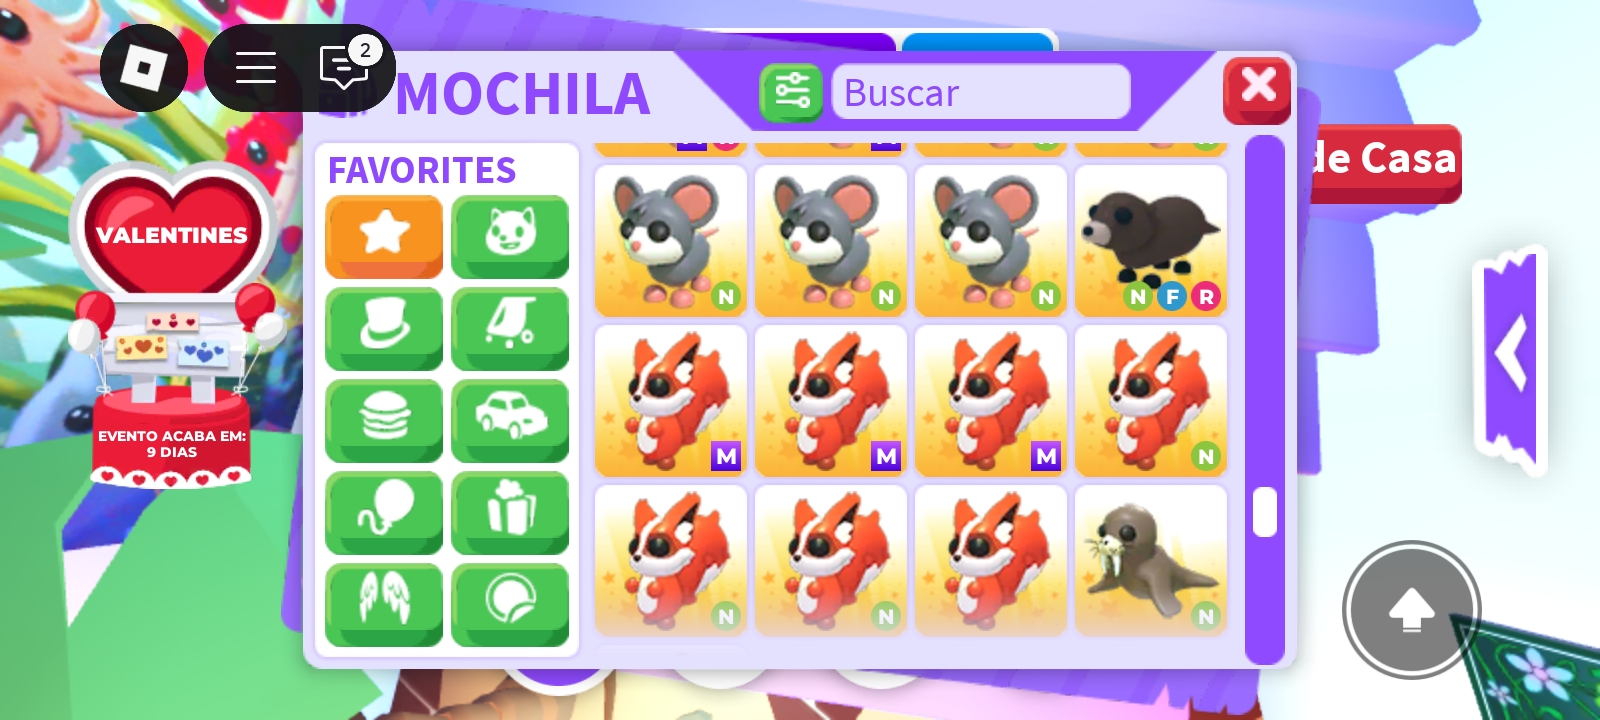 2
MOCHILA
Buscar
de Casa
FAVORITES
VALENTINES
EVENTO ACABA EM:
9 DIAS
N
N
N
N F R
M
M
M
N
N
N
N